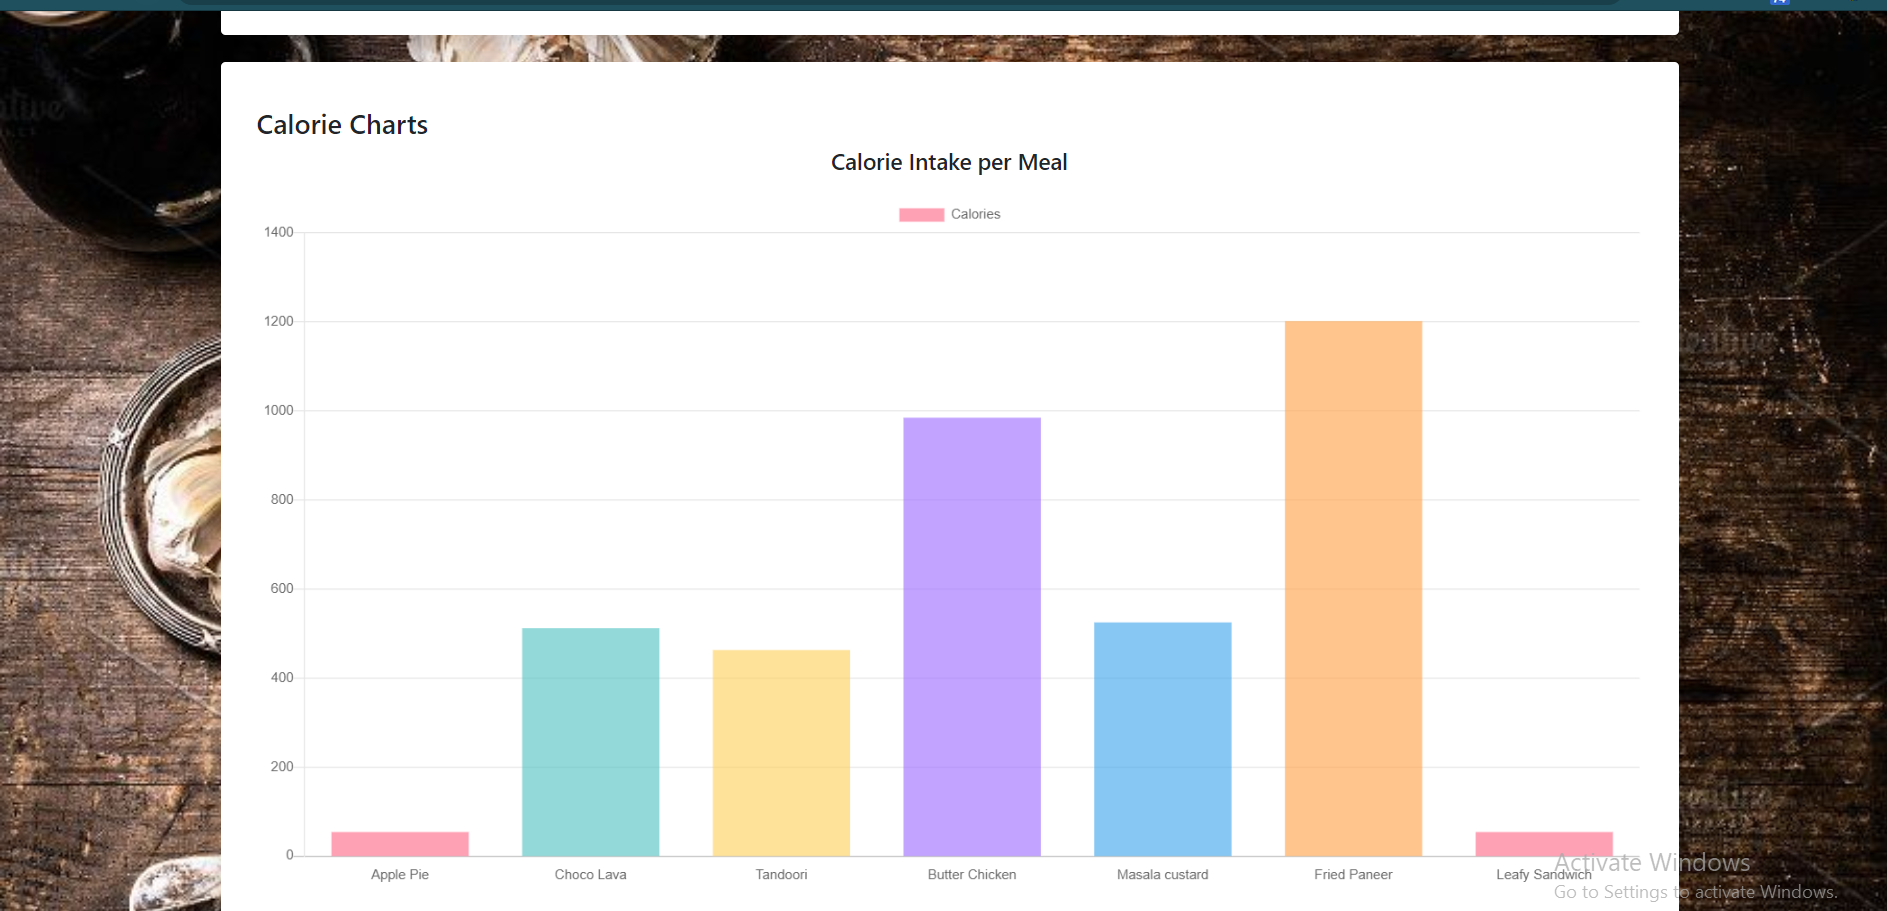 Calorie Charts
Calorie Intake per Meal
Calories
1400
1200
1000
800
600
400
200
0
Apple Pie
Choco Lava
Tandoori
Butter Chicken
Masala custard
Fried Paneer
Leafy Sandwich
Activate Windows
Go to Settings to activate Windows.